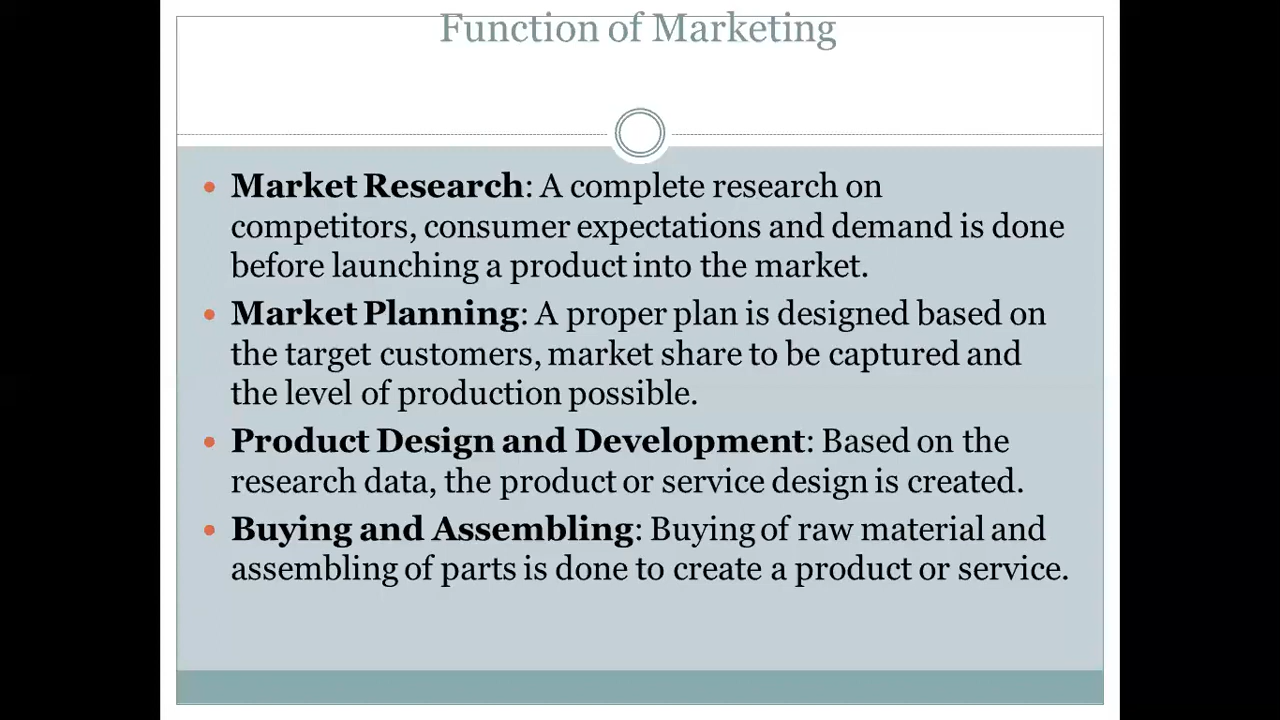 Function of Marketing
• Market Research: A complete research on
competitors, consumer expectations and demand is done
before launching a product into the market.
• Market Planning: A proper plan is designed based on
the target customers, market share to be captured and
the level of production possible.
• Product Design and Development: Based on the
research data, the product or service design is created.
• Buying and Assembling: Buying of raw material and
assembling of parts is done to create a product or service.